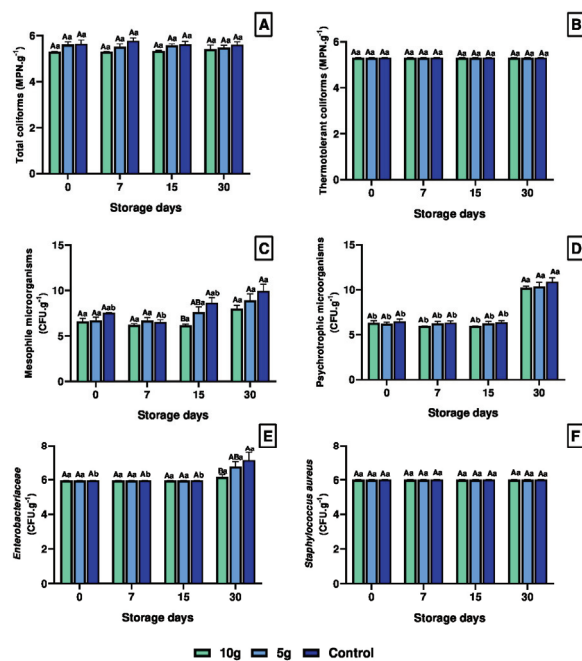 A
Total coliforms (MPN.g⁻¹)
6
4
2
0
Aa Aa Aa Aa Aa Aa Aa Aa Aa Aa Aa Aa
0 7 15 30
Storage days
B
Thermotolerant coliforms (MPN.g⁻¹)
6
4
2
0
Aa Aa Aa Aa Aa Aa Aa Aa Aa Aa Aa Aa
0 7 15 30
Storage days
C
Mesophile microorganisms
(CFU.g⁻¹)
15
10
5
0
Aa Aa Aab Aa Aa Ab Ba ABa Aa Aa Aa Aa
0 7 15 30
Storage days
D
Psychrotrophic microorganisms
(CFU.g⁻¹)
15
10
5
0
Ab Ab Ab Ab Ab Ab Ab Ab Ab Aa Aa Aa
0 7 15 30
Storage days
E
Enterobacteriaceae
(CFU.g⁻¹)
8
6
4
2
0
Aa Aa Ab Aa Aa Ab Aa Aa Ab Ba ABa Aa
0 7 15 30
Storage days
F
Staphylococcus aureus
(CFU.g⁻¹)
8
6
4
2
0
Aa Aa Aa Aa Aa Aa Aa Aa Aa Aa Aa Aa
0 7 15 30
Storage days
10g 5g Control